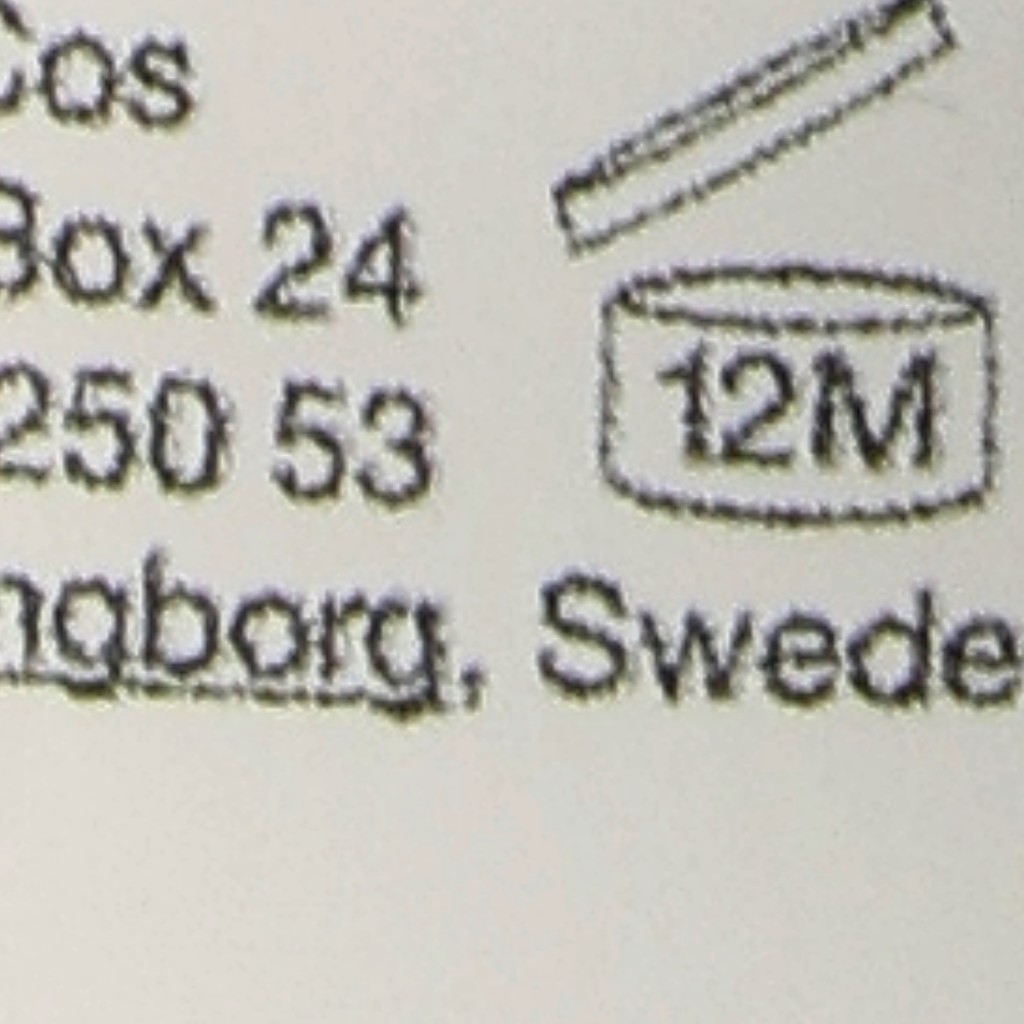 Cos
Box 24
250 53
ngborg, Swede
12M